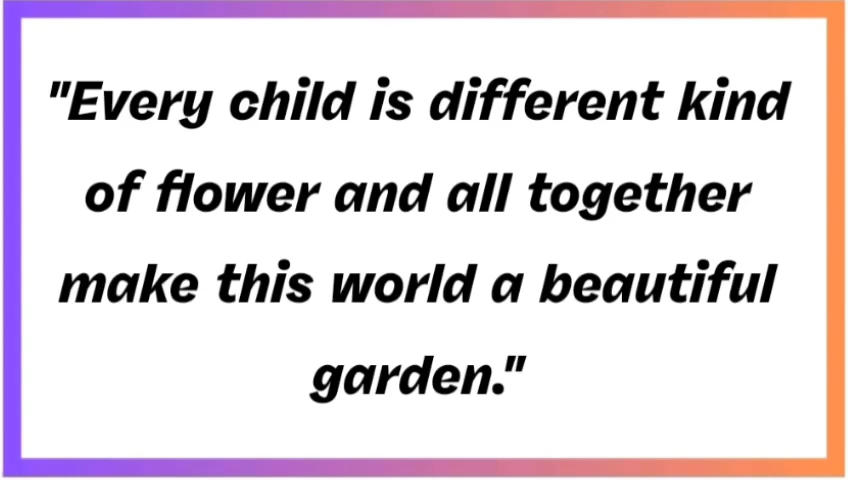 "Every child is different kind
of flower and all together
make this world a beautiful
garden."